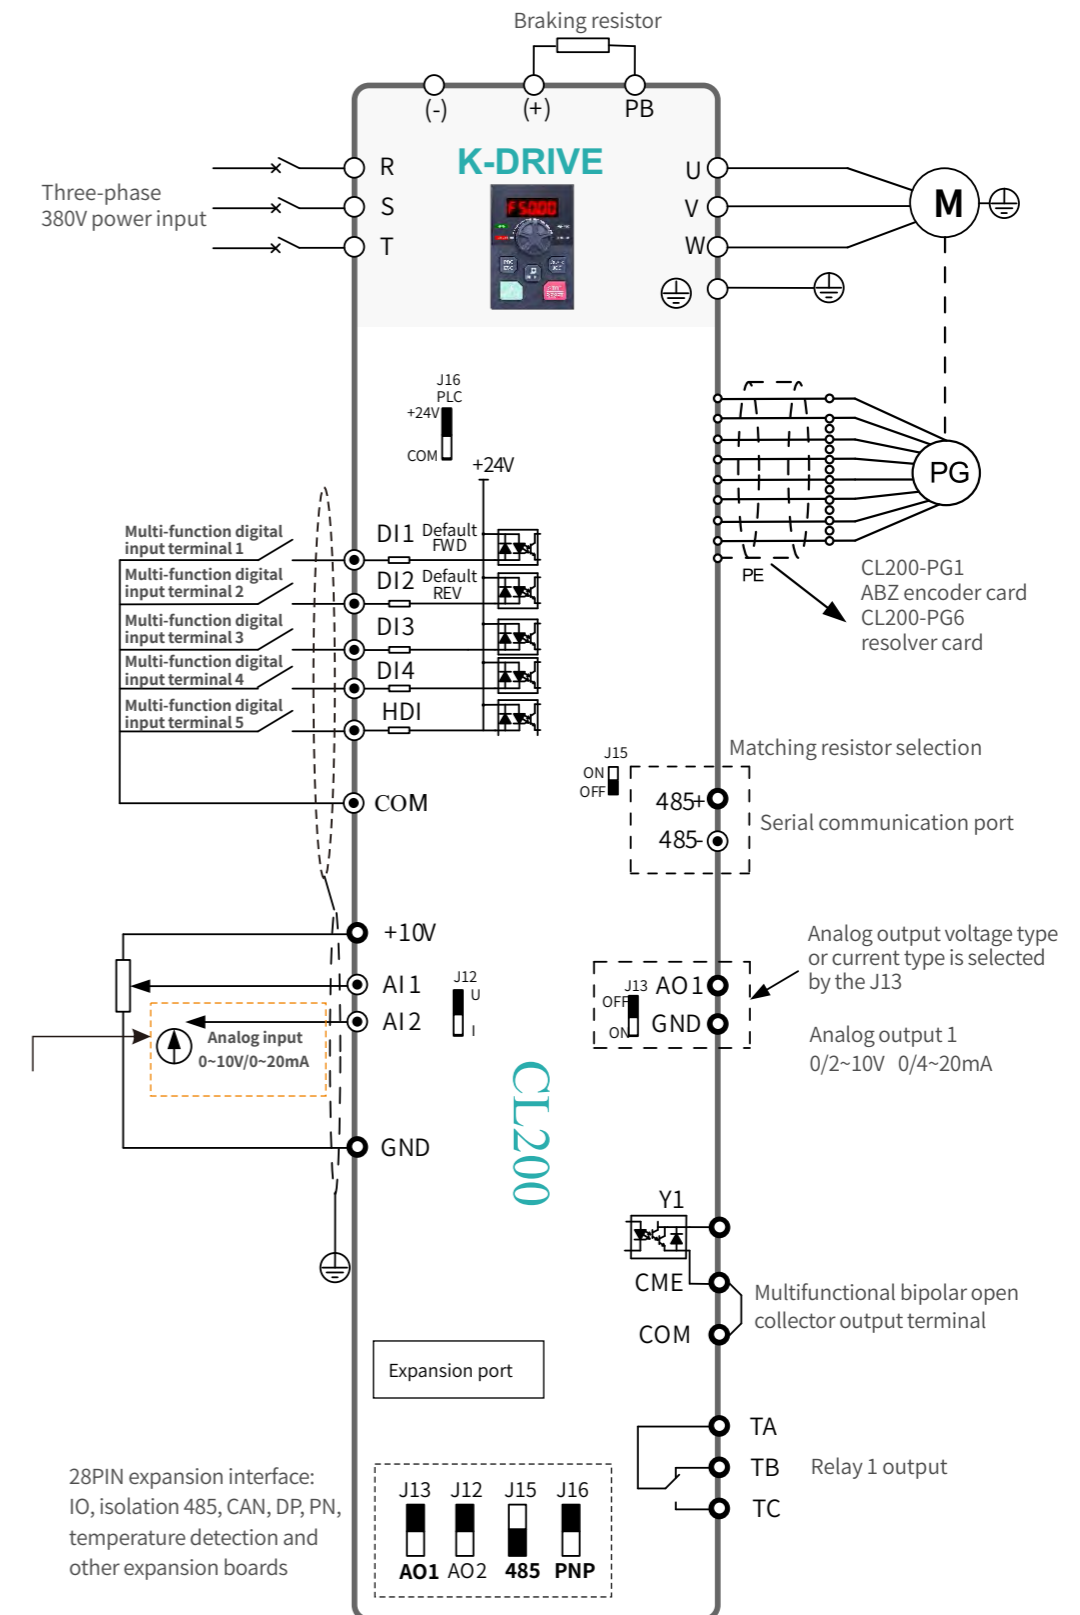 Braking resistor
(-)
(+)
PB
K-DRIVE
Three-phase
380V power input
R
S
T
U
V
W
M
J16
PLC
+24V
COM
+24V
Multi-function digital
input terminal 1
DI1
Default
FWD
Multi-function digital
input terminal 2
DI2
Default
REV
Multi-function digital
input terminal 3
DI3
Multi-function digital
input terminal 4
DI4
Multi-function digital
input terminal 5
HDI
COM
PG
PE
CL200-PG1
ABZ encoder card
CL200-PG6
resolver card
Matching resistor selection
J15
ON
OFF
485+
485-
Serial communication port
+10V
AI1
AI2
J12
U
I
Analog input
0~10V/0~20mA
GND
J13
OFF
ON
AO1
GND
Analog output voltage type
or current type is selected
by the J13
Analog output 1
0/2~10V 0/4~20mA
CL200
Y1
CME
COM
Multifunctional bipolar open
collector output terminal
Expansion port
TA
TB
TC
Relay 1 output
28PIN expansion interface:
IO, isolation 485, CAN, DP, PN,
temperature detection and
other expansion boards
J13 J12 J15 J16
AO1 AO2 485 PNP